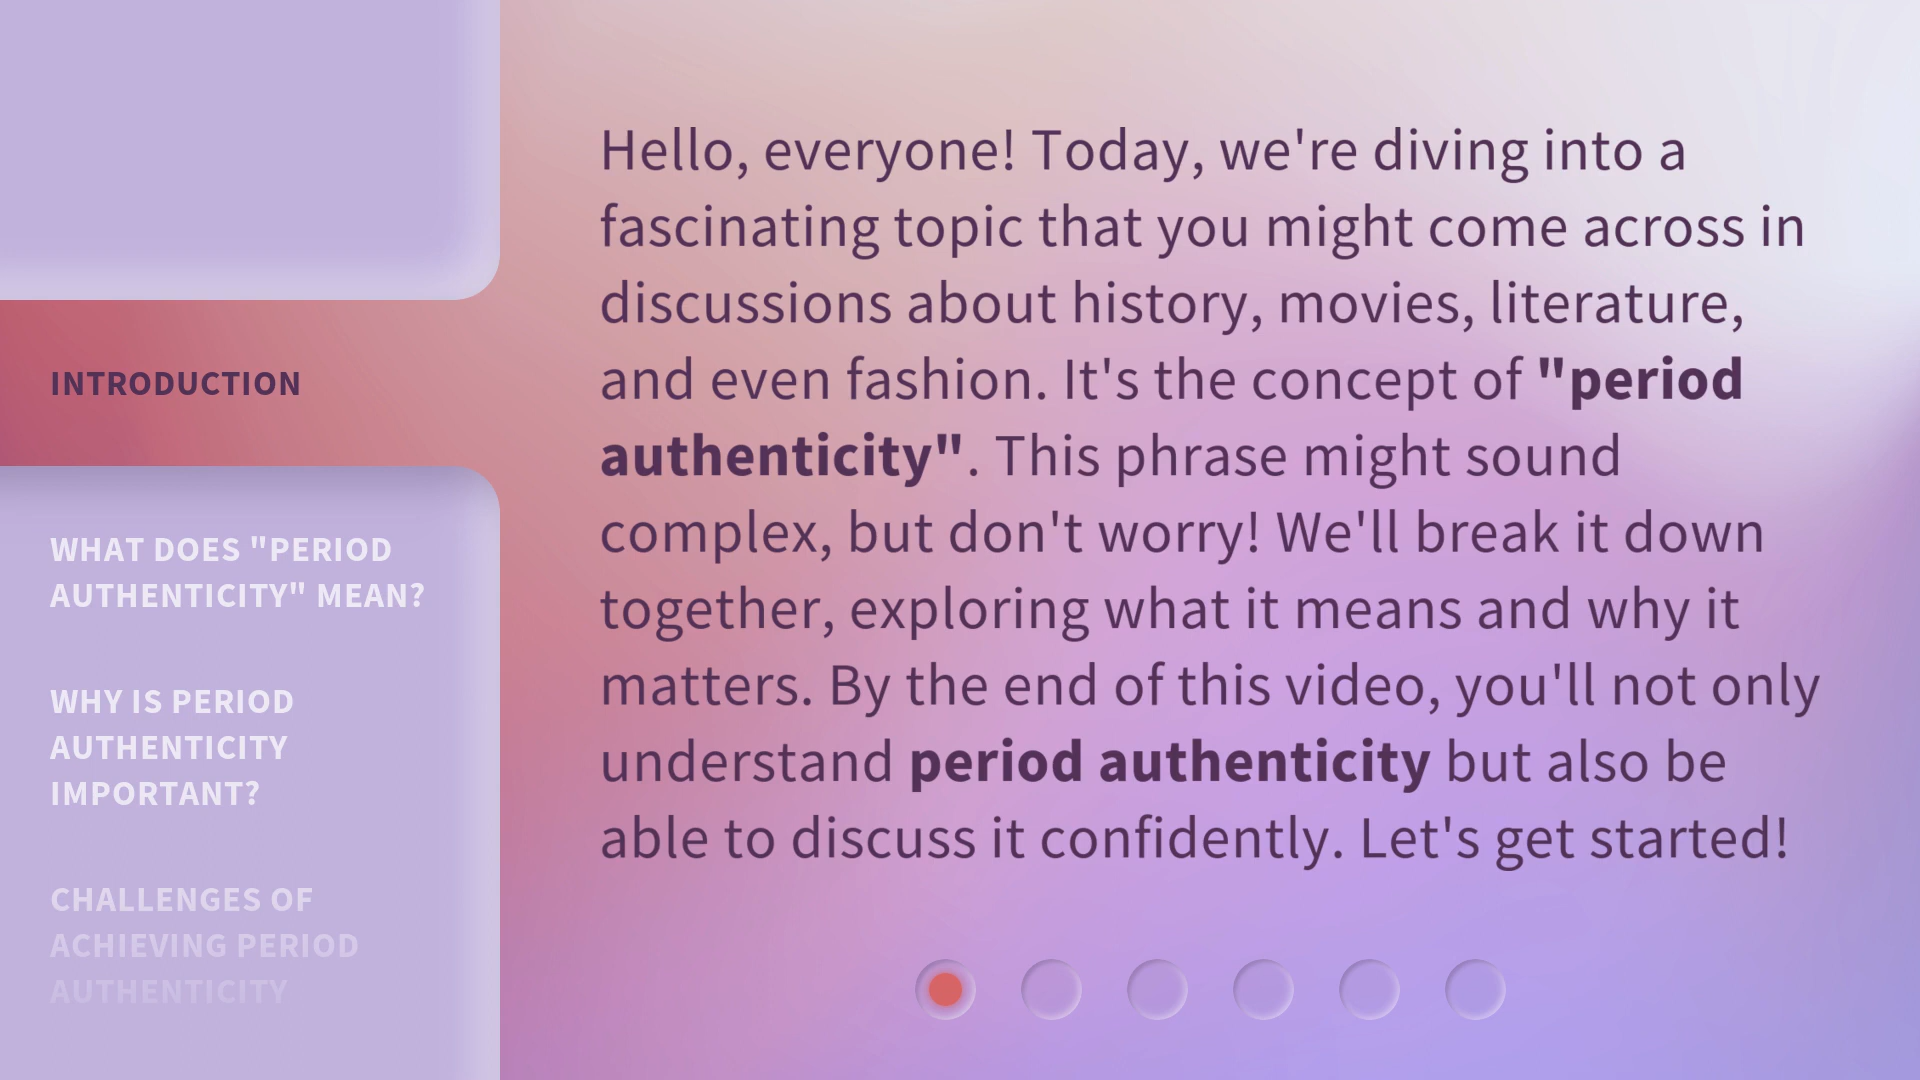 INTRODUCTION
WHAT DOES "PERIOD
AUTHENTICITY" MEAN?
WHY IS PERIOD
AUTHENTICITY
IMPORTANT?
CHALLENGES OF
ACHIEVING PERIOD
AUTHENTICITY
Hello, everyone! Today, we're diving into a
fascinating topic that you might come across in
discussions about history, movies, literature,
and even fashion. It's the concept of "period
authenticity". This phrase might sound
complex, but don't worry! We'll break it down
together, exploring what it means and why it
matters. By the end of this video, you'll not only
understand period authenticity but also be
able to discuss it confidently. Let's get started!